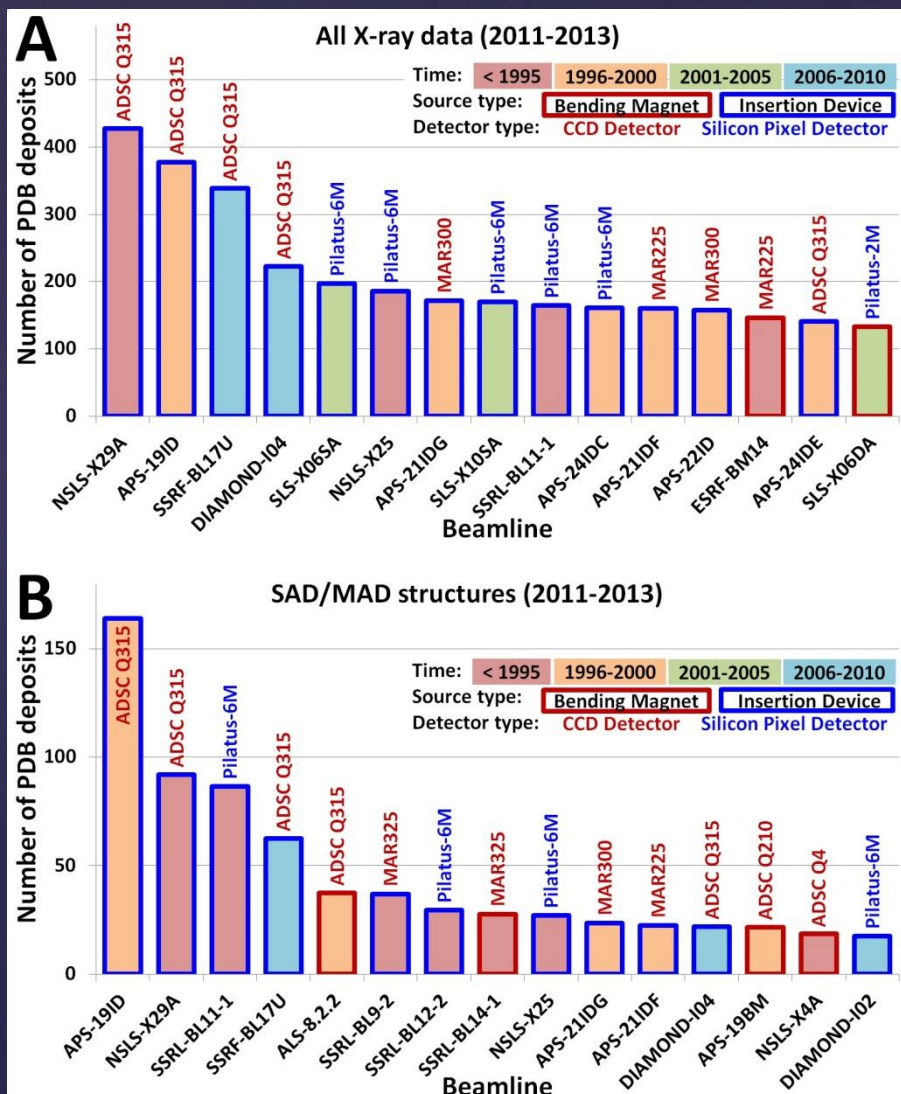 A
All X-ray data (2011-2013)
Time: < 1995 1996-2000 2001-2005 2006-2010
Source type: Bending Magnet Insertion Device
Detector type: CCD Detector Silicon Pixel Detector
Number of PDB deposits
500
400
300
200
100
0
ADSC Q315
ADSC Q315
ADSC Q315
ADSC Q315
Pilatus-6M
Pilatus-6M
MAR300
Pilatus-6M
Pilatus-6M
Pilatus-6M
MAR225
MAR300
MAR225
ADSC Q315
Pilatus-2M
NSLS-X29A
APS-19ID
SSRF-BL17U
DIAMOND-I04
SLS-X06SA
NSLS-X25
APS-21IDG
SLS-X10SA
SSRL-BL11-1
APS-24IDC
APS-21IDF
APS-22ID
ESRF-BM14
APS-24IDE
SLS-X06DA
Beamline
B
SAD/MAD structures (2011-2013)
Time: < 1995 1996-2000 2001-2005 2006-2010
Source type: Bending Magnet Insertion Device
Detector type: CCD Detector Silicon Pixel Detector
Number of PDB deposits
150
100
50
0
ADSC Q315
ADSC Q315
Pilatus-6M
ADSC Q315
ADSC Q315
MAR325
Pilatus-6M
MAR325
Pilatus-6M
MAR300
MAR225
ADSC Q315
ADSC Q210
ADSC Q4
Pilatus-6M
APS-19ID
NSLS-X29A
SSRL-BL11-1
SSRF-BL17U
ALS-8.2.2
SSRL-BL9-2
SSRL-BL12-2
SSRL-BL14-1
NSLS-X25
APS-21IDG
APS-21IDF
DIAMOND-I04
APS-19BM
NSLS-X4A
DIAMOND-I02
Beamline